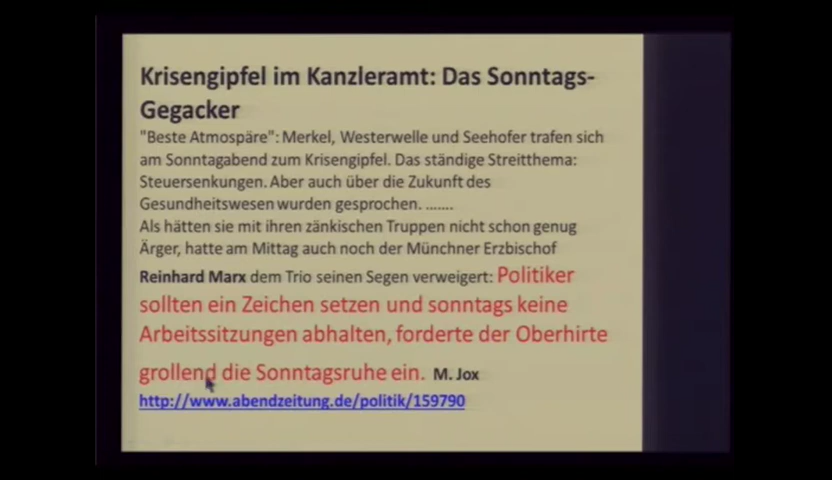 Krisengipfel im Kanzleramt: Das Sonntags-
Gegacker
"Beste Atmospäre": Merkel, Westerwelle und Seehofer trafen sich
am Sonntagabend zum Krisengipfel. Das ständige Streitthema:
Steuersenkungen. Aber auch über die Zukunft des
Gesundheitswesen wurden gesprochen. .......
Als hätten sie mit ihren zänkischen Truppen nicht schon genug
Ärger, hatte am Mittag auch noch der Münchner Erzbischof
Reinhard Marx dem Trio seinen Segen verweigert: Politiker
sollten ein Zeichen setzen und sonntags keine
Arbeitssitzungen abhalten, forderte der Oberhirte
grollend die Sonntagsruhe ein. M. Jox
http://www.abendzeitung.de/politik/159790